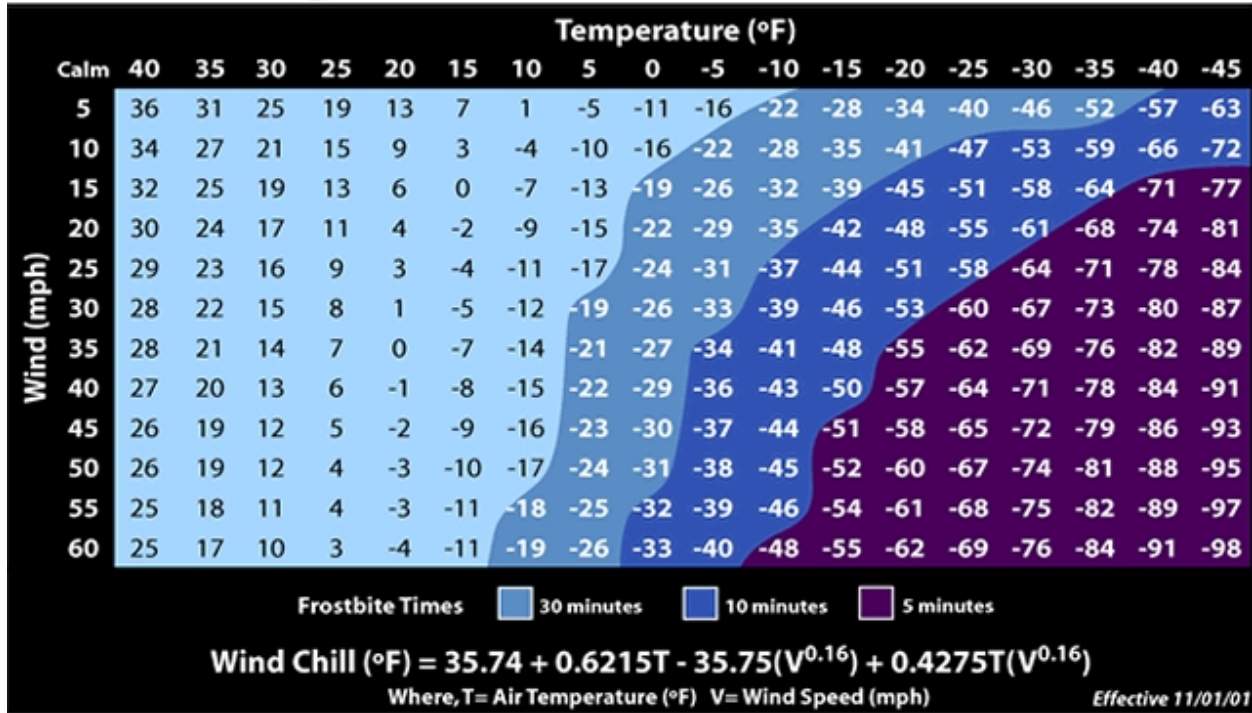 Temperature (ºF)
Calm 40 35 30 25 20 15 10 5 0 -5 -10 -15 -20 -25 -30 -35 -40 -45
5 36 31 25 19 13 7 1 -5 -11 -16 -22 -28 -34 -40 -46 -52 -57 -63
10 34 27 21 15 9 3 -4 -10 -16 -22 -28 -35 -41 -47 -53 -59 -66 -72
15 32 25 19 13 6 0 -7 -13 -19 -26 -32 -39 -45 -51 -58 -64 -71 -77
20 30 24 17 11 4 -2 -9 -15 -22 -29 -35 -42 -48 -55 -61 -68 -74 -81
25 29 23 16 9 3 -4 -11 -17 -24 -31 -37 -44 -51 -58 -64 -71 -78 -84
30 28 22 15 8 1 -5 -12 -19 -26 -33 -39 -46 -53 -60 -67 -73 -80 -87
35 28 21 14 7 0 -7 -14 -21 -27 -34 -41 -48 -55 -62 -69 -76 -82 -89
40 27 20 13 6 -1 -8 -15 -22 -29 -36 -43 -50 -57 -64 -71 -78 -84 -91
45 26 19 12 5 -2 -9 -16 -23 -30 -37 -44 -51 -58 -65 -72 -79 -86 -93
50 26 19 12 4 -3 -10 -17 -24 -31 -38 -45 -52 -60 -67 -74 -81 -88 -95
55 25 18 11 4 -3 -11 -18 -25 -32 -39 -46 -54 -61 -68 -75 -82 -89 -97
60 25 17 10 3 -4 -11 -19 -26 -33 -40 -48 -55 -62 -69 -76 -84 -91 -98
Wind (mph)
Frostbite Times 30 minutes 10 minutes 5 minutes
Wind Chill (ºF) = 35.74 + 0.6215T - 35.75(V^0.16) + 0.4275T(V^0.16)
Where, T= Air Temperature (ºF) V= Wind Speed (mph) Effective 11/01/01